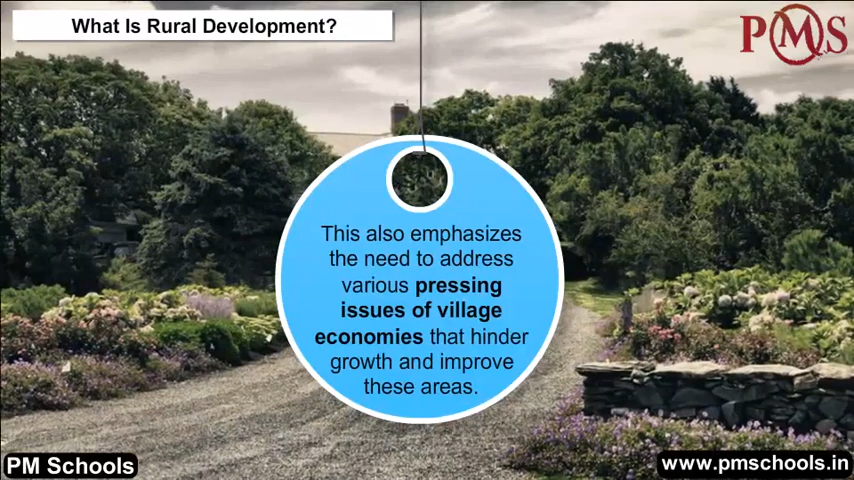 What Is Rural Development?
PMS
This also emphasizes
the need to address
various pressing
issues of village
economies that hinder
growth and improve
these areas.
PM Schools
www.pmschools.in